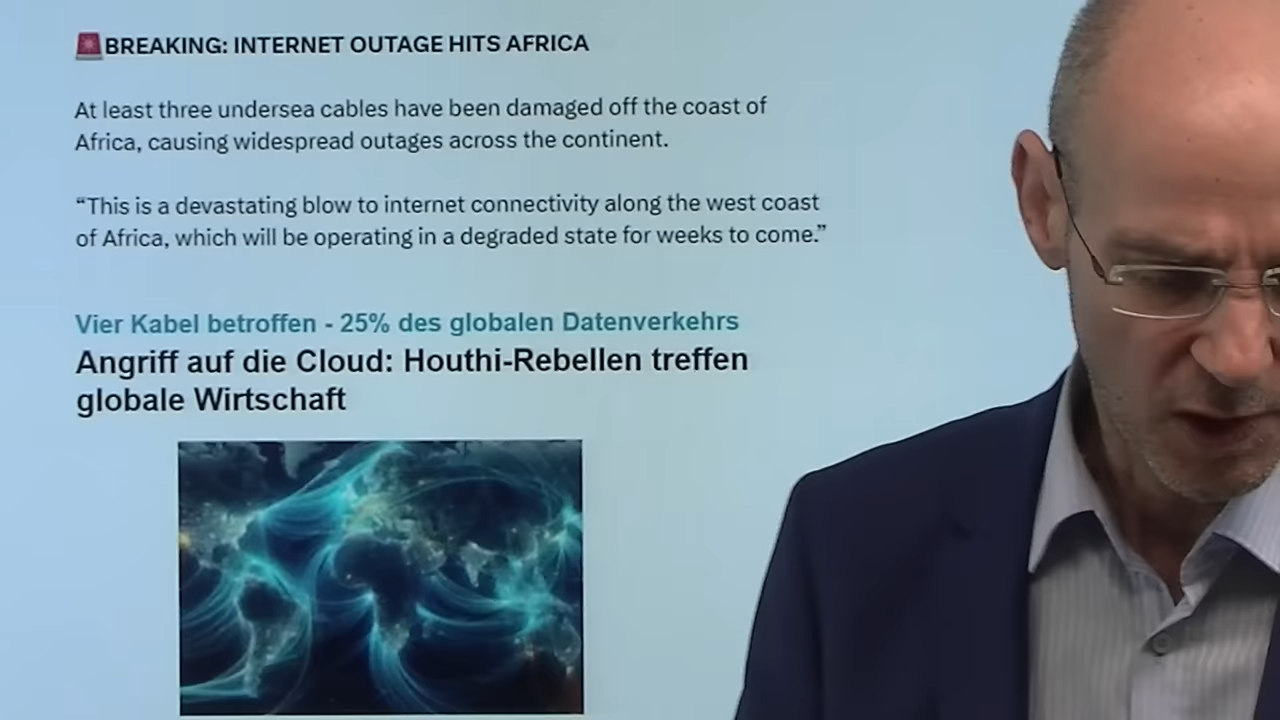 🚨BREAKING: INTERNET OUTAGE HITS AFRICA
At least three undersea cables have been damaged off the coast of
Africa, causing widespread outages across the continent.
“This is a devastating blow to internet connectivity along the west coast
of Africa, which will be operating in a degraded state for weeks to come.”
Vier Kabel betroffen - 25% des globalen Datenverkehrs
Angriff auf die Cloud: Houthi-Rebellen treffen
globale Wirtschaft